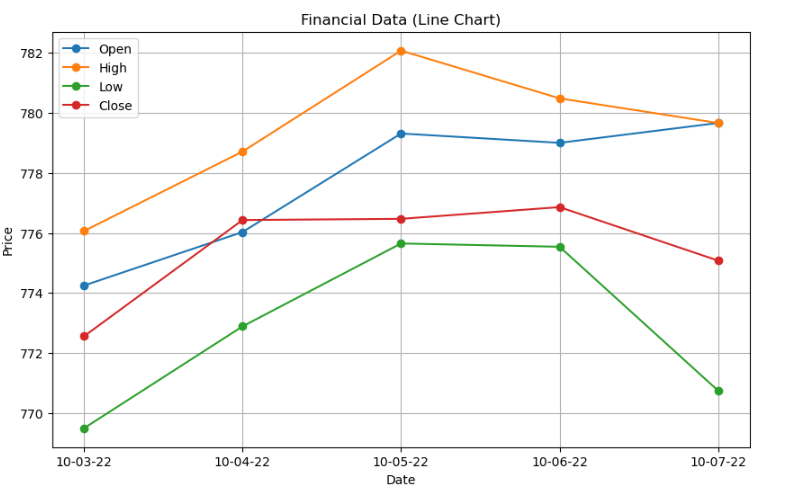 Financial Data (Line Chart)
Open
High
Low
Close
782
780
778
776
774
772
770
Price
10-03-22
10-04-22
10-05-22
10-06-22
10-07-22
Date